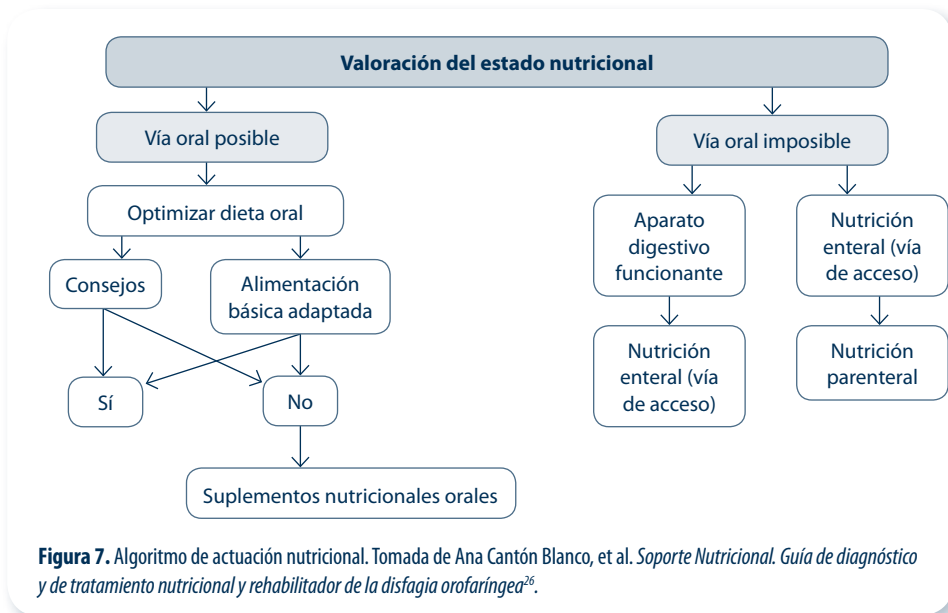 Valoración del estado nutricional
Vía oral posible
Vía oral imposible
Optimizar dieta oral
Consejos
Alimentación
básica adaptada
Sí
No
Suplementos nutricionales orales
Aparato
digestivo
funcionante
Nutrición
enteral (vía
de acceso)
Nutrición
enteral (vía
de acceso)
Nutrición
parenteral
Figura 7. Algoritmo de actuación nutricional. Tomada de Ana Cantón Blanco, et al. Soporte Nutricional. Guía de diagnóstico
y de tratamiento nutricional y rehabilitador de la disfagia orofaríngea26.